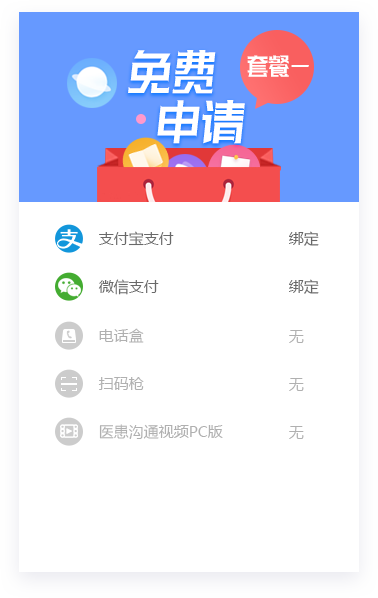 免费
套餐一
申请
支付宝支付 绑定
微信支付 绑定
电话盒 无
扫码枪 无
医患沟通视频PC版 无